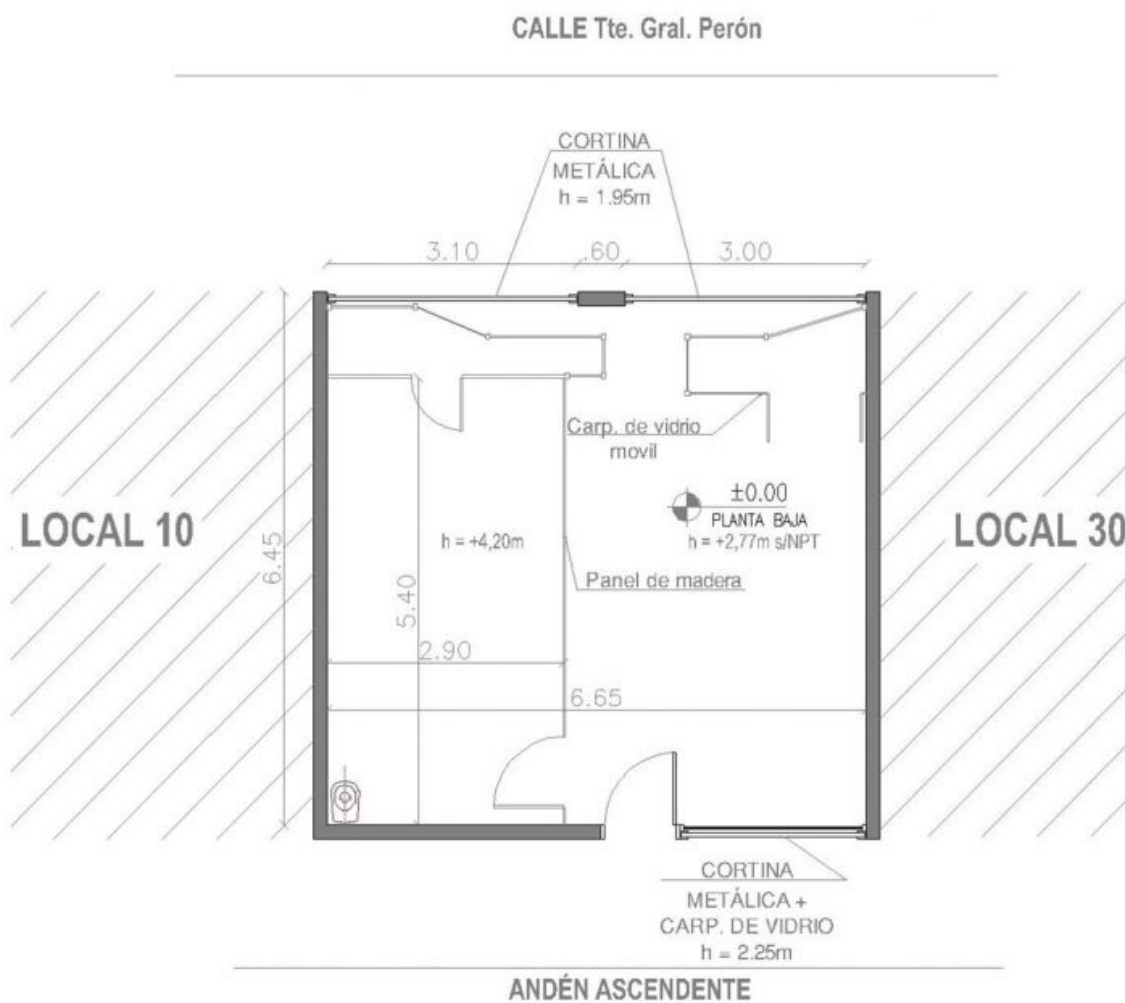 CALLE Tte. Gral. Perón
CORTINA
METÁLICA
h = 1.95m
3.10
.60
3.00
Carp. de vidrio
movil
±0.00
PLANTA BAJA
h = +2,77m s/NPT
LOCAL 10
6.45
h = +4,20m
LOCAL 30
Panel de madera
5.40
2.90
6.65
CORTINA
METÁLICA +
CARP. DE VIDRIO
h = 2.25m
ANDÉN ASCENDENTE